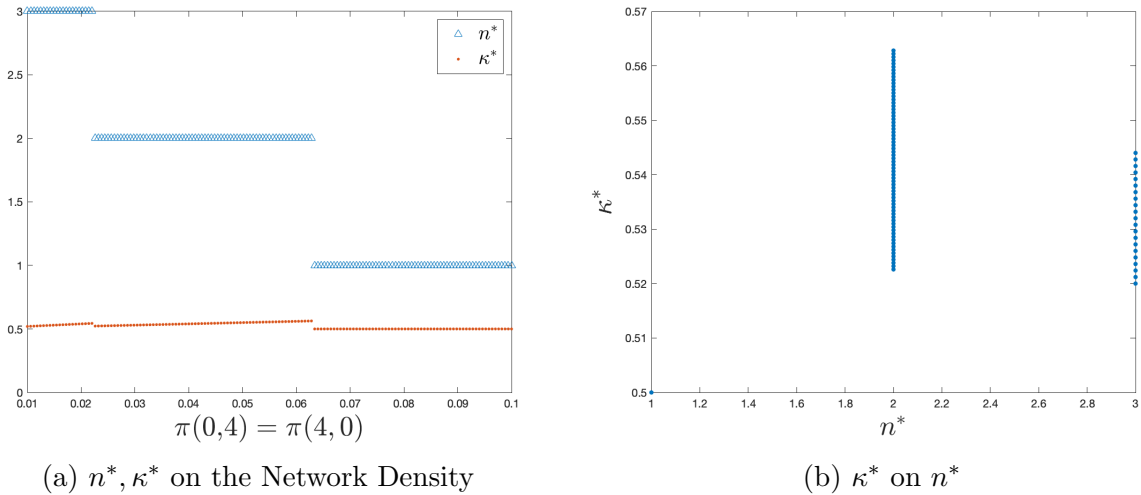 3
2.5
2
1.5
1
0.5
0
n*
κ*
0.01 0.02 0.03 0.04 0.05 0.06 0.07 0.08 0.09 0.1
π(0,4) = π(4, 0)
(a) n*, κ* on the Network Density
0.57
0.56
0.55
0.54
0.53
0.52
0.51
0.5
κ*
1 1.2 1.4 1.6 1.8 2 2.2 2.4 2.6 2.8 3
n*
(b) κ* on n*